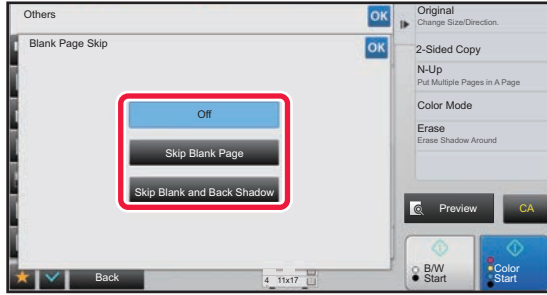 Others
OK
Blank Page Skip
OK
Off
Skip Blank Page
Skip Blank and Back Shadow
Back
4 11x17
Original
Change Size/Direction.
2-Sided Copy
N-Up
Put Multiple Pages in A Page
Color Mode
Erase
Erase Shadow Around
Preview
CA
B/W
Start
Color
Start